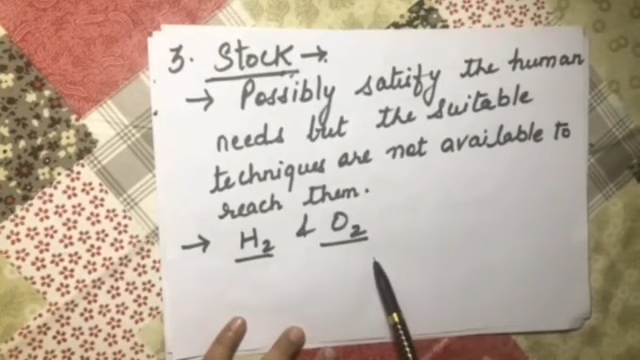 3. Stock →
→ Possibly satisfy the human
needs but the suitable
techniques are not available to
reach them.
→ H₂ & O₂